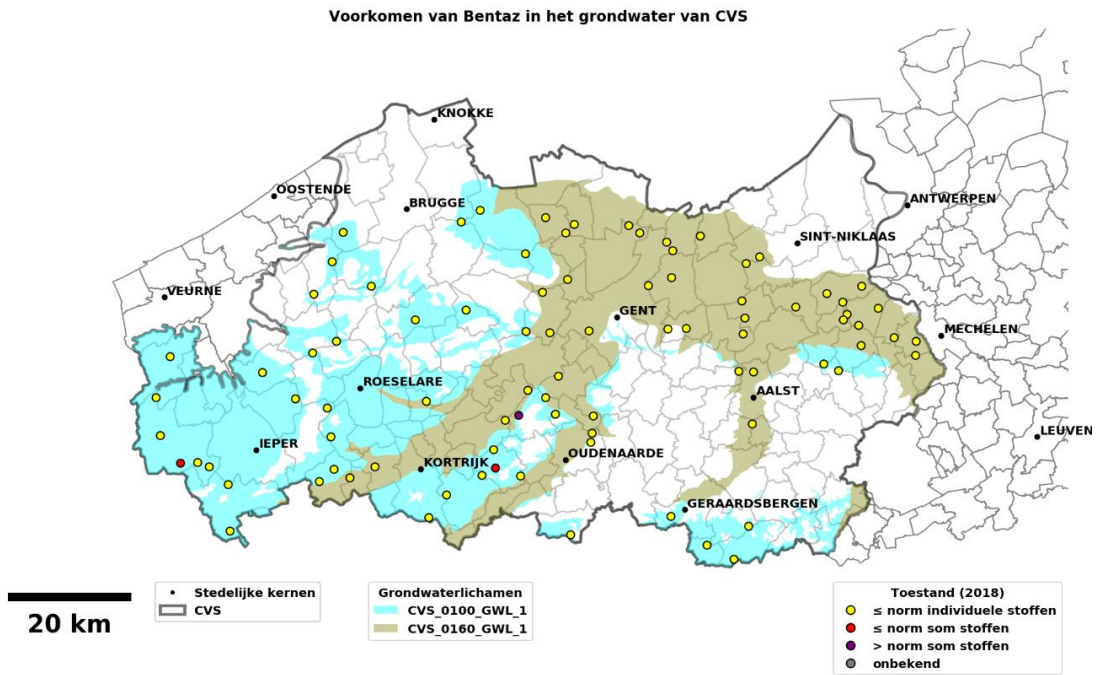 Voorkomen van Bentaz in het grondwater van CVS
KNOKKE
OOSTENDE
BRUGGE
ANTWERPEN
SINT-NIKLAAS
VEURNE
GENT
MECHELEN
ROESELARE
AALST
IEPER
LEUVEN
KORTRIJK
OUDENAARDE
GERAARDSBERGEN
20 km
Stedelijke kernen
CVS
Grondwaterlichamen
CVS_0100_GWL_1
CVS_0160_GWL_1
Toestand (2018)
≤ norm individuele stoffen
≤ norm som stoffen
> norm som stoffen
onbekend